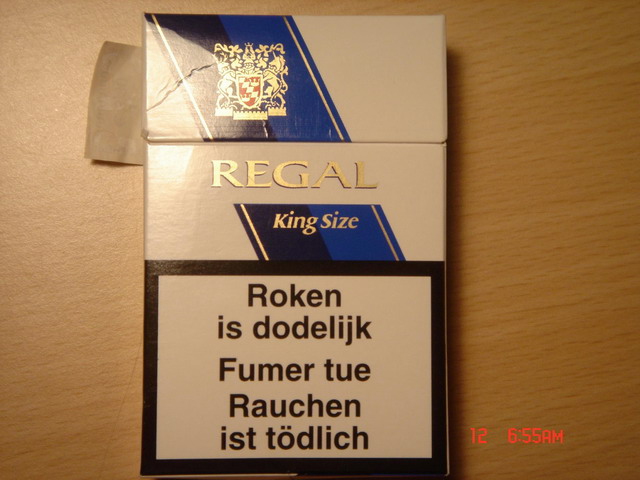 REGAL
King Size
Roken
is dodelijk
Fumer tue
Rauchen
ist tödlich
12 6:55AM